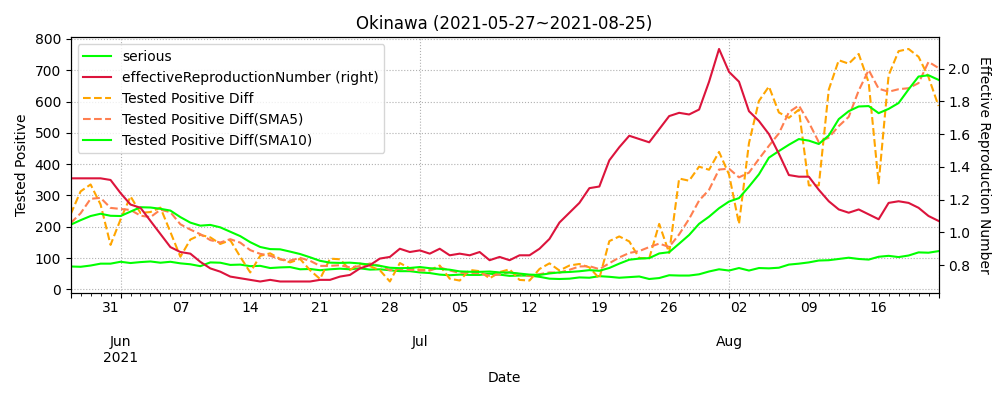 Okinawa (2021-05-27~2021-08-25)
serious
effectiveReproductionNumber (right)
Tested Positive Diff
Tested Positive Diff(SMA5)
Tested Positive Diff(SMA10)
Tested Positive
800
700
600
500
400
300
200
100
0
2.0
1.8
1.6
1.4
1.2
1.0
0.8
Effective Reproduction Number
31 07 14 21 28 05 12 19 26 02 09 16
Jun Jul Aug
2021
Date